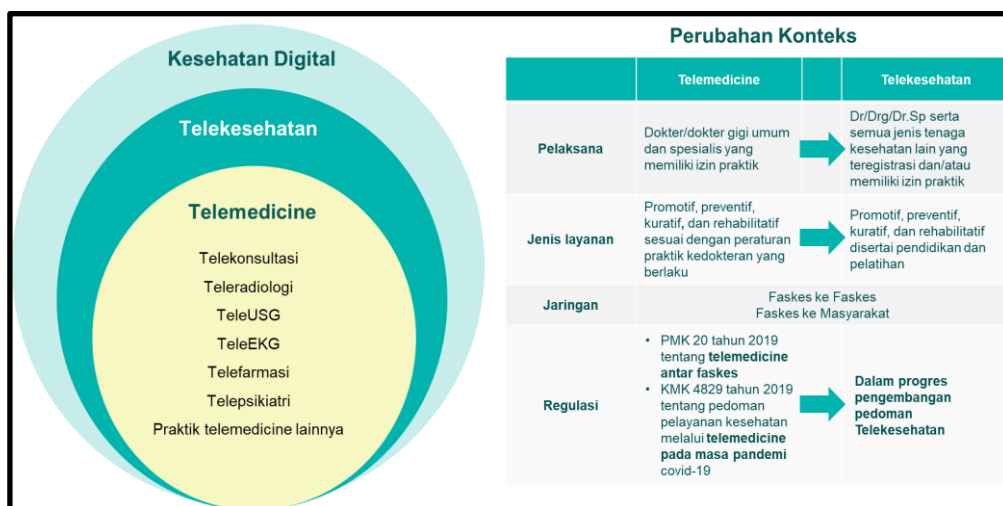 Kesehatan Digital
Telekesehatan
Telemedicine
Telekonsultasi
Teleradiologi
TeleUSG
TeleEKG
Telefarmasi
Telepsikiatri
Praktik telemedicine lainnya
Perubahan Konteks
Telemedicine
Telekesehatan
Pelaksana
Dokter/dokter gigi umum
dan spesialis yang
memiliki izin praktik
Dr/Drg/Dr.Sp serta
semua jenis tenaga
kesehatan lain yang
teregistrasi dan/atau
memiliki izin praktik
Jenis layanan
Promotif, preventif,
kuratif, dan rehabilitatif
sesuai dengan peraturan
praktik kedokteran yang
berlaku
Promotif, preventif,
kuratif, dan rehabilitatif
disertai pendidikan dan
pelatihan
Jaringan
Faskes ke Faskes
Faskes ke Masyarakat
Regulasi
• PMK 20 tahun 2019
tentang telemedicine
antar faskes
• KMK 4829 tahun 2019
tentang pedoman
pelayanan kesehatan
melalui telemedicine
pada masa pandemi
covid-19
Dalam progres
pengembangan
pedoman
Telekesehatan